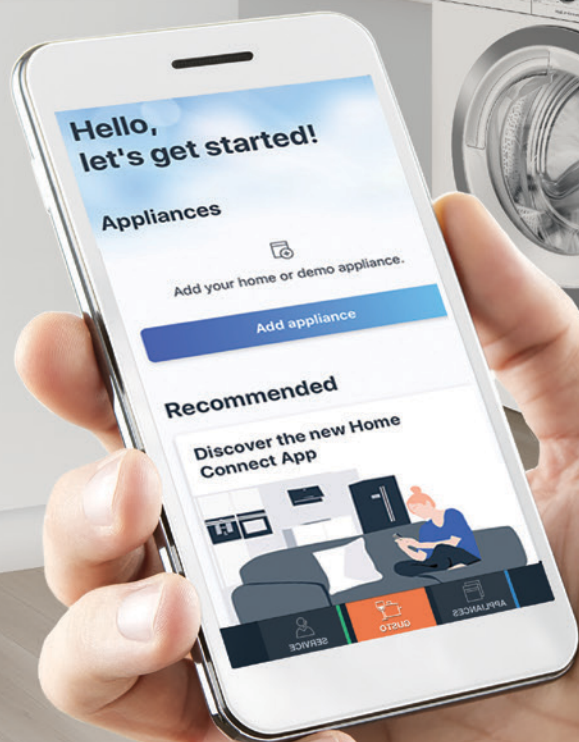 Hello,
let's get started!
Appliances
Add your home or demo appliance.
Add appliance
Recommended
Discover the new Home
Connect App
SERVICE
GUSTO
APPLIANCES